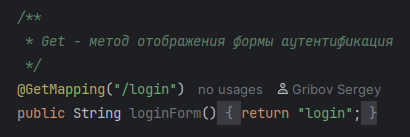 /**
 * Get - метод отображения формы аутентификация
 */
@GetMapping("/login") no usages Gribov Sergey
public String loginForm() { return "login"; }